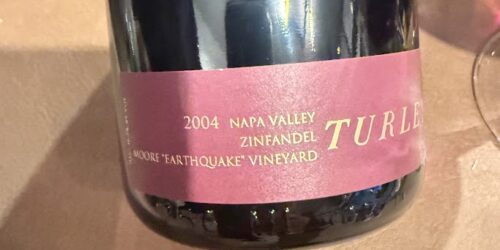 2004 NAPA VALLEY
ZINFANDEL
MOORE "EARTHQUAKE" VINEYARD
TURLE